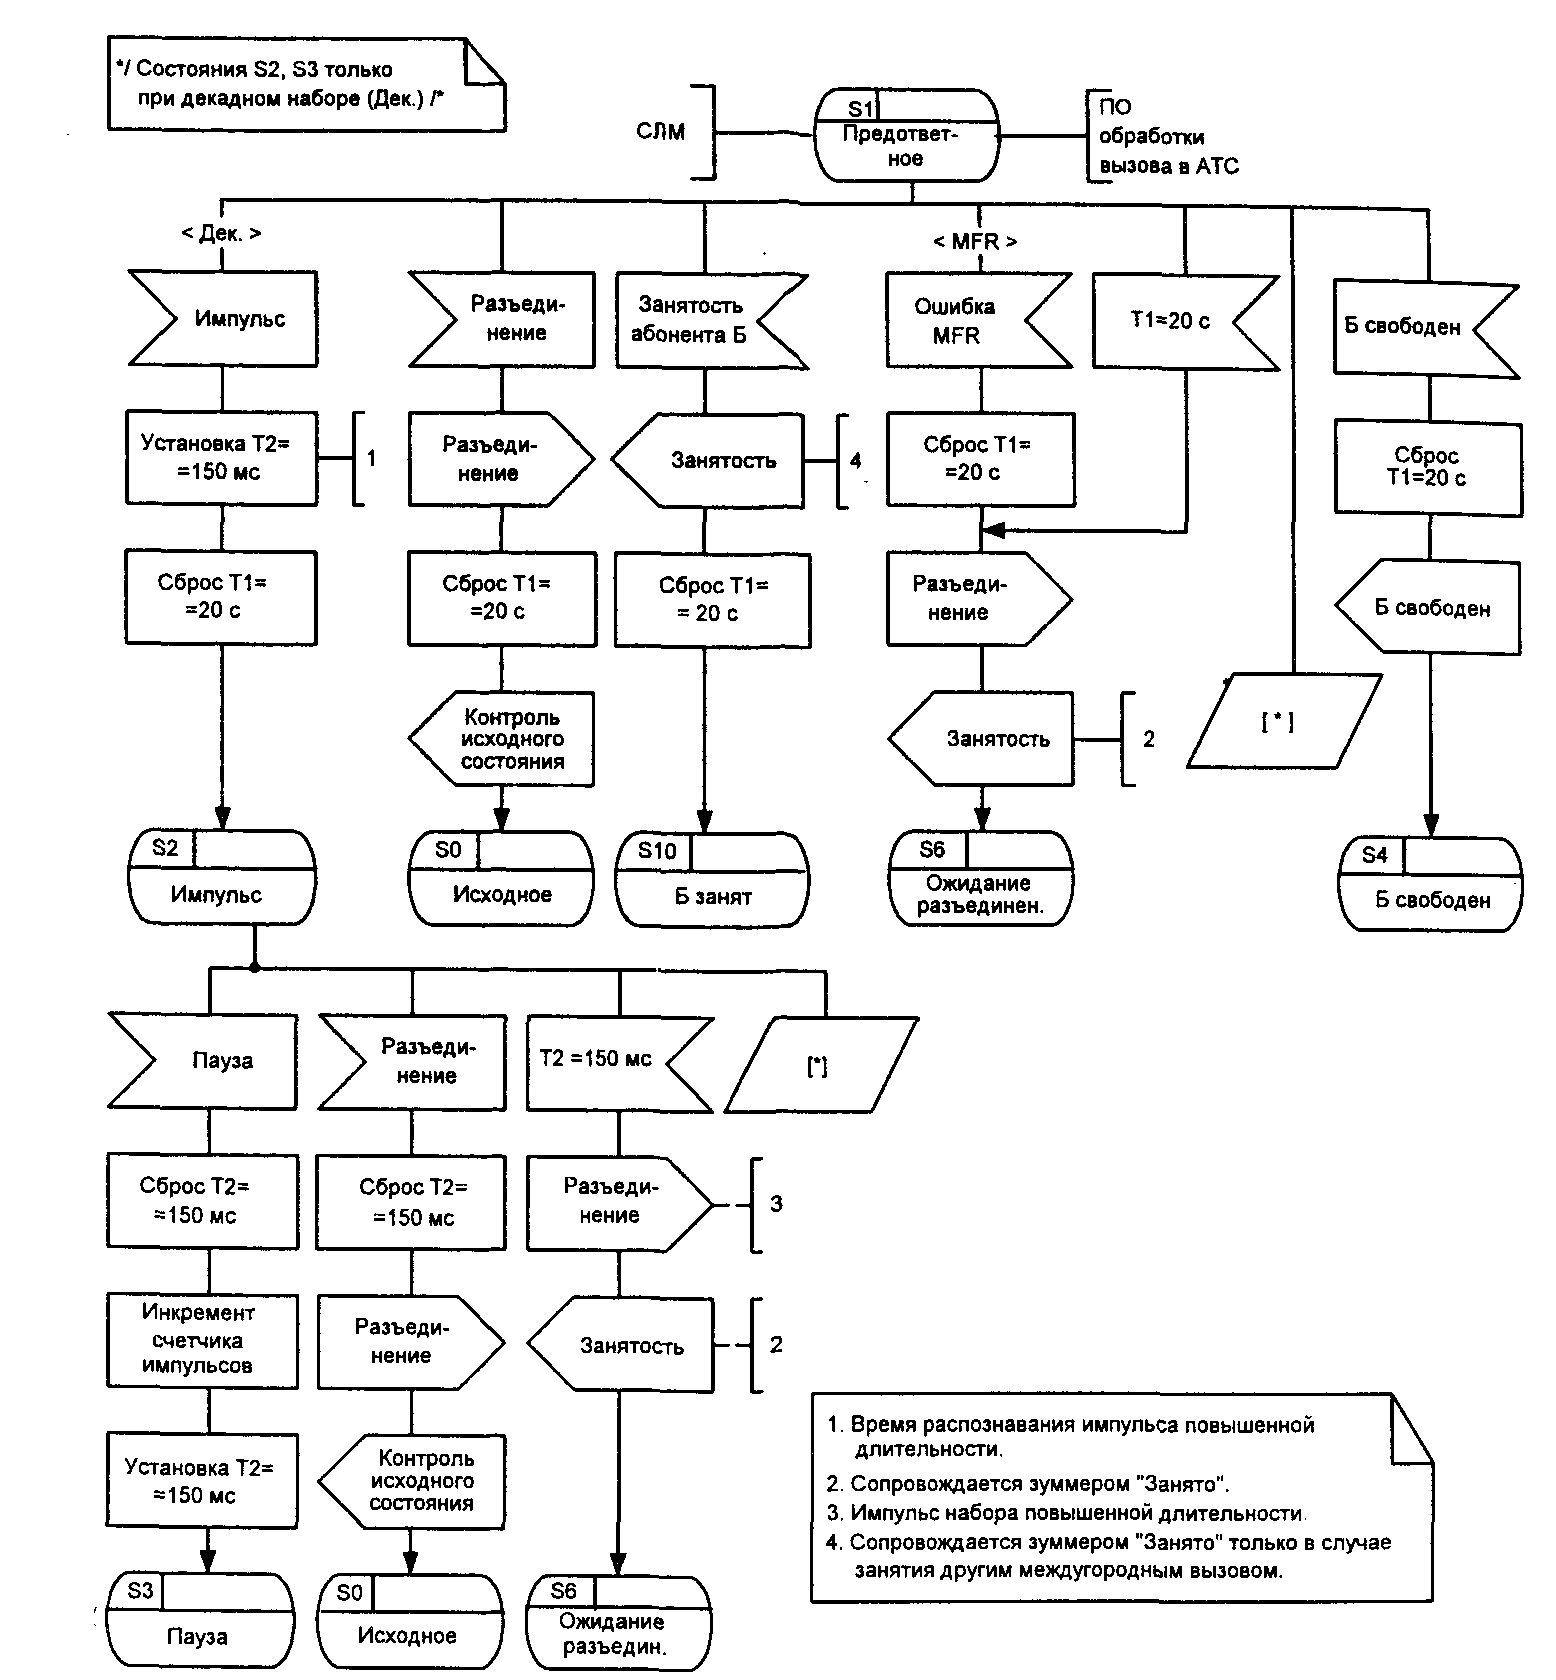 */ Состояния S2, S3 только
при декадном наборе (Дек.) /*
СЛМ
S1
Предответ-
ное
ПО
обработки
вызова в АТС
< Дек. >
< MFR >
Импульс
Разъеди-
нение
Занятость
абонента Б
Ошибка
MFR
T1=20 с
Б свободен
Установка T2=
=150 мс
1
Разъеди-
нение
Занятость
4
Сброс T1=
=20 с
Сброс
T1=20 с
Сброс T1=
=20 с
Сброс T1=
=20 с
Сброс T1=
= 20 с
Разъеди-
нение
Б свободен
Контроль
исходного
состояния
Занятость
2
[ * ]
S2
Импульс
S0
Исходное
S10
Б занят
S6
Ожидание
разъединен.
S4
Б свободен
Пауза
Разъеди-
нение
T2 =150 мс
[*]
Сброс T2=
=150 мс
Сброс T2=
=150 мс
Разъеди-
нение
3
Инкремент
счетчика
импульсов
Разъеди-
нение
Занятость
2
Установка T2=
=150 мс
Контроль
исходного
состояния
S3
Пауза
S0
Исходное
S6
Ожидание
разъедин.
1. Время распознавания импульса повышенной
длительности.
2. Сопровождается зуммером "Занято".
3. Импульс набора повышенной длительности.
4. Сопровождается зуммером "Занято" только в случае
занятия другим междугородным вызовом.